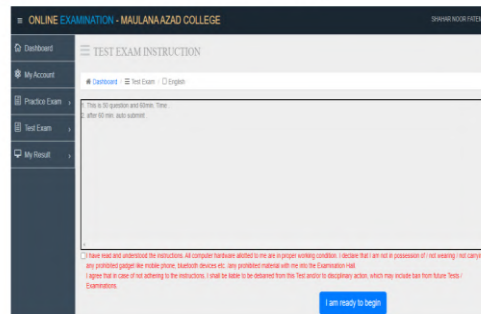 ≡ ONLINE EXAMINATION - MAULANA AZAD COLLEGE
SHAHAR NOOR FATEM
Dashboard
TEST EXAM INSTRUCTION
My Account
Dashboard / Test Exam / English
Practice Exam ›
1. This is 50 question and 60min. Time .
2. after 60 min. auto submit .
Test Exam ›
My Result ›
I have read and understood the instructions. All computer hardware allotted to me are in proper working condition. I declare that I am not in possession of / not wearing / not carryin
any prohibited gadget like mobile phone, bluetooth devices etc. /any prohibited material with me into the Examination Hall.
I agree that in case of not adhering to the instructions, I shall be liable to be debarred from this Test and/or to disciplinary action, which may include ban from future Tests /
Examinations.
I am ready to begin